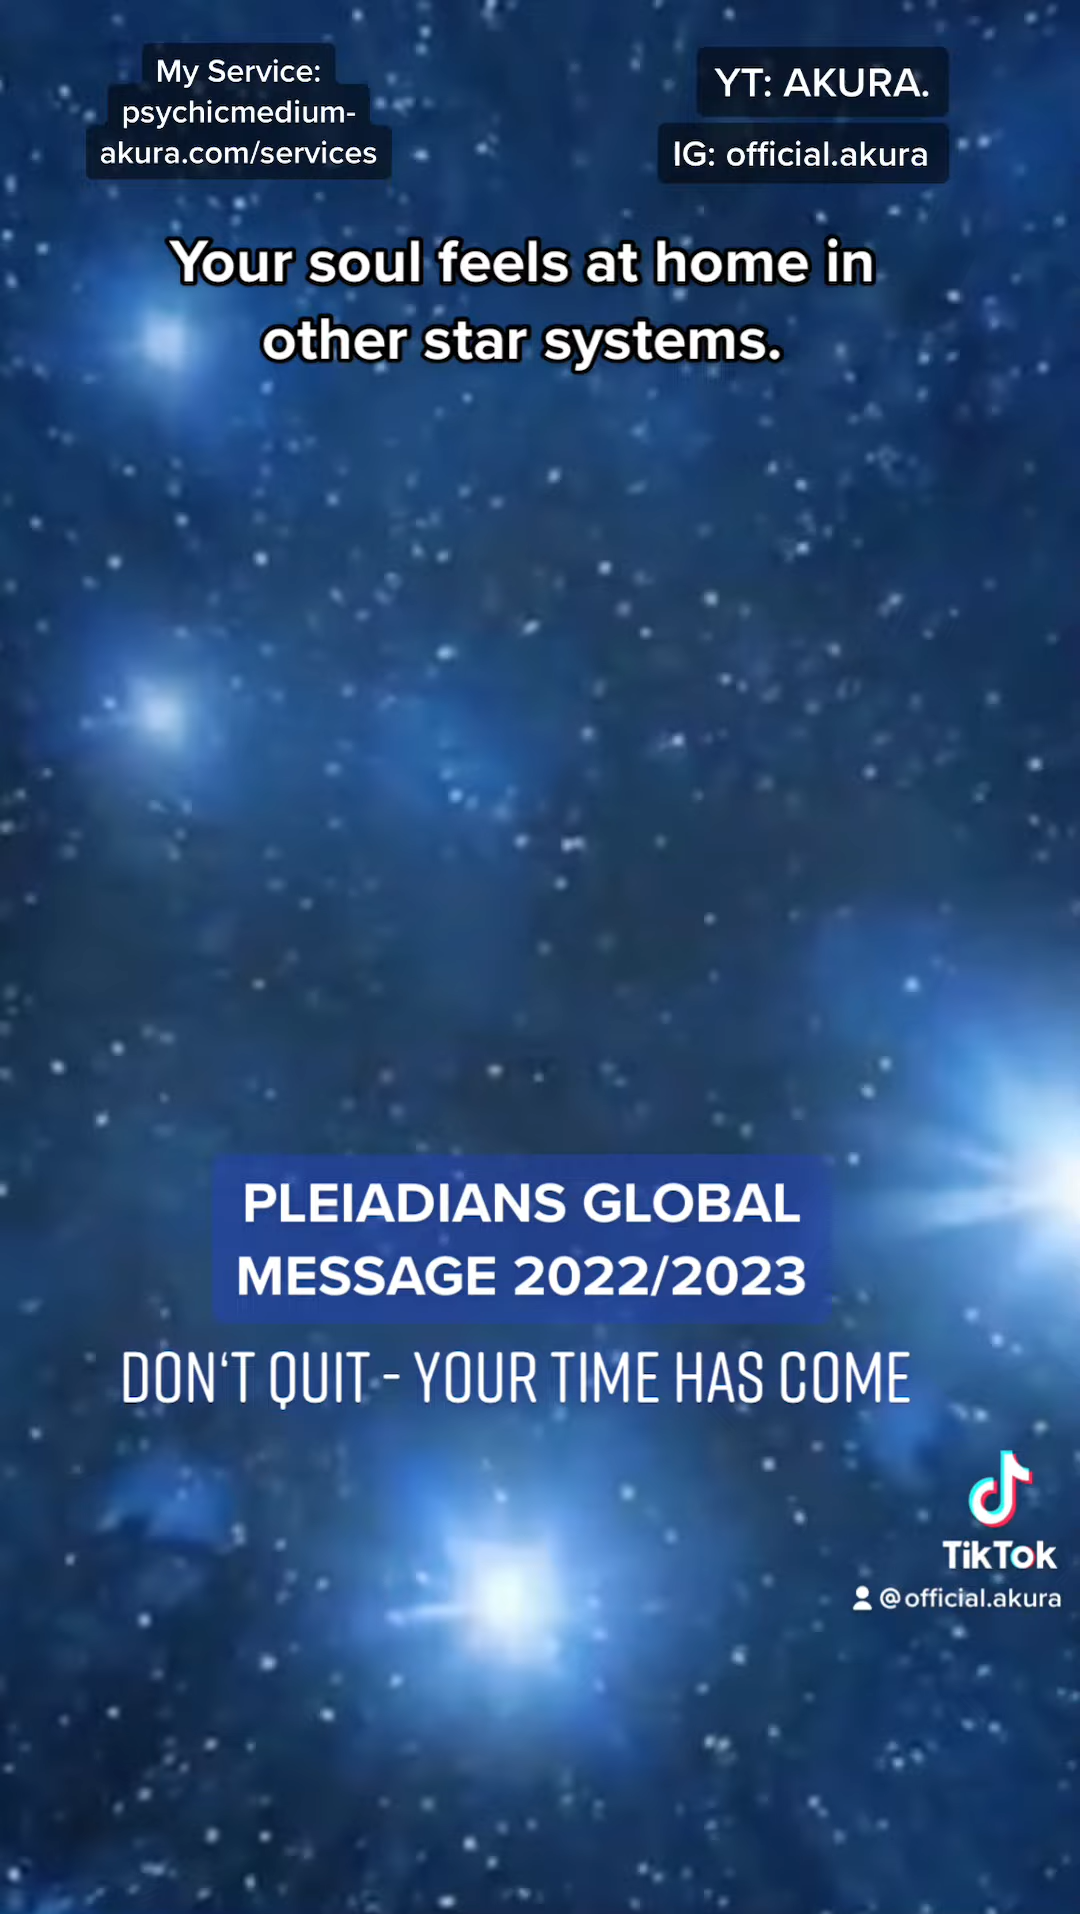 My Service:
psychicmedium-
akura.com/services
YT: AKURA.
IG: official.akura
Your soul feels at home in
other star systems.
PLEIADIANS GLOBAL
MESSAGE 2022/2023
DON‘T QUIT - YOUR TIME HAS COME
TikTok
@official.akura